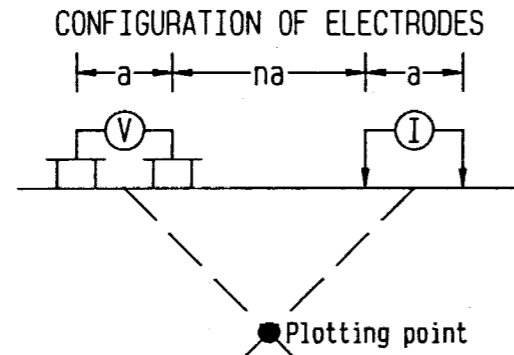 CONFIGURATION OF ELECTRODES
a na a
V I
Plotting point